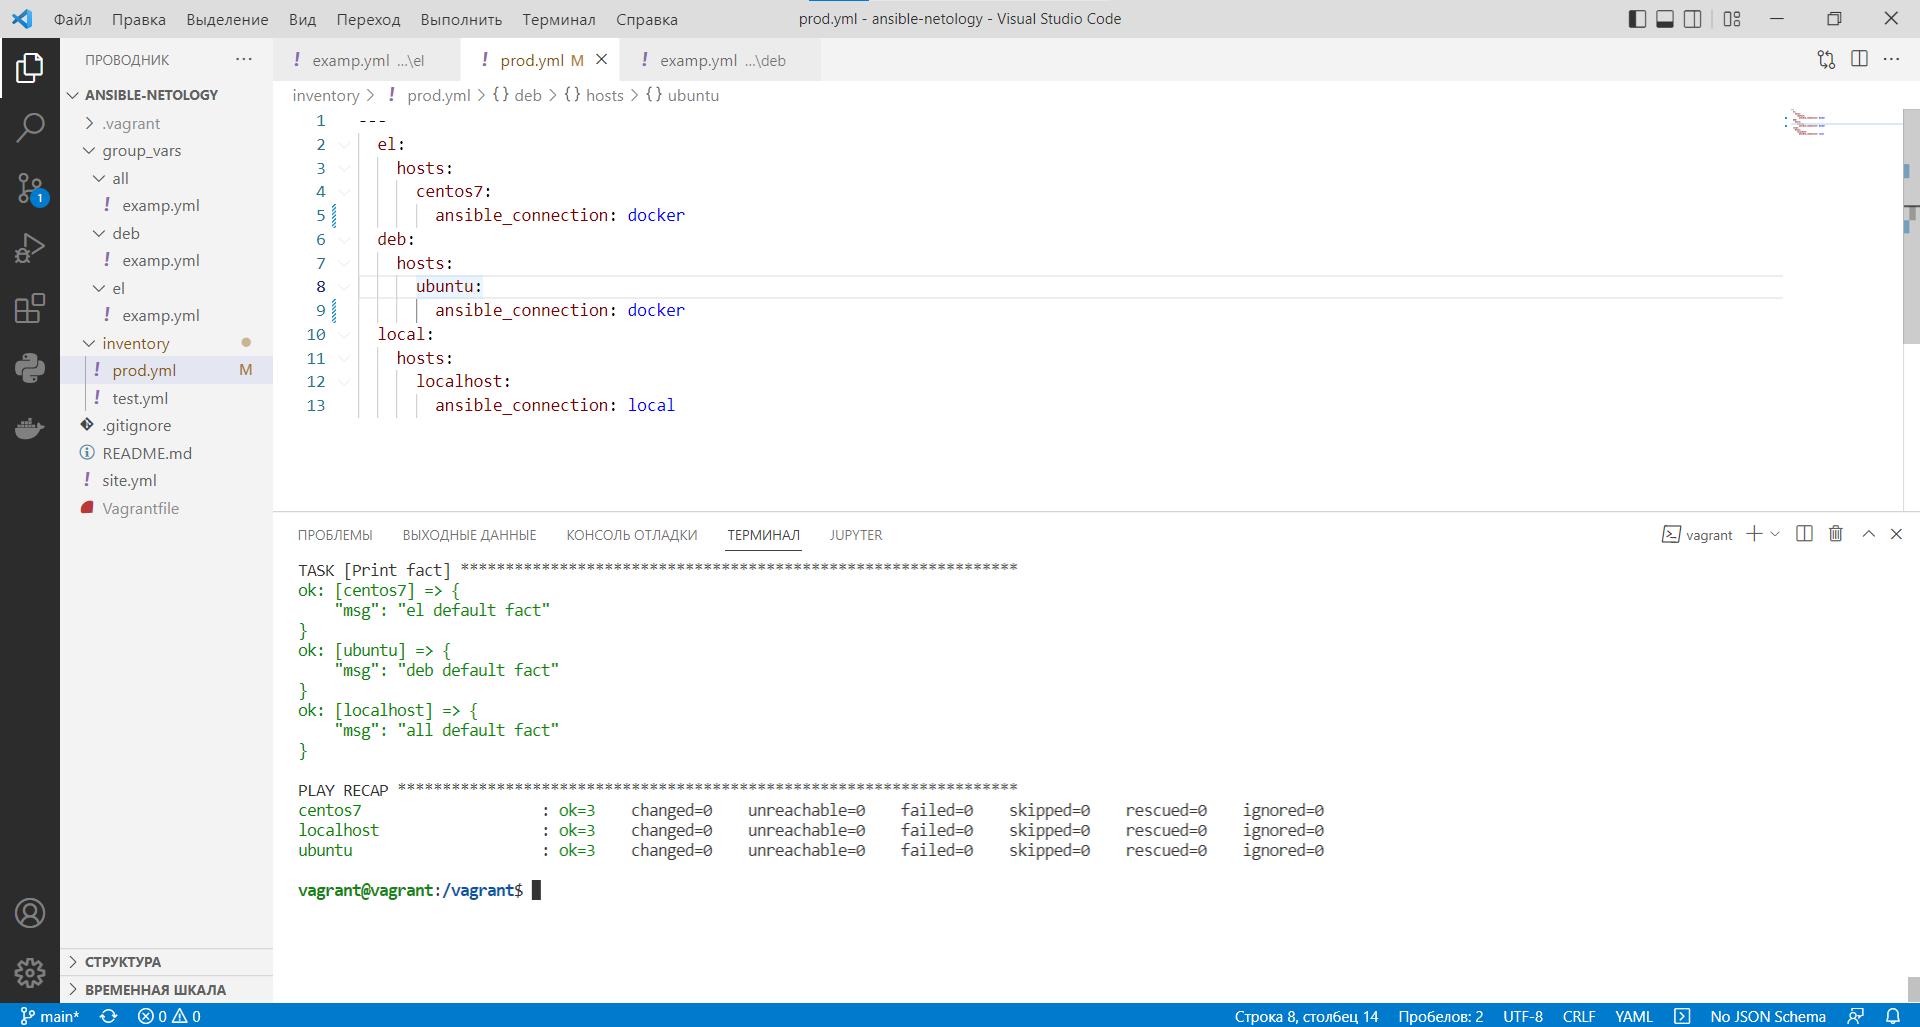 Файл Правка Выделение Вид Переход Выполнить Терминал Справка prod.yml - ansible-netology - Visual Studio Code
ПРОВОДНИК ···
ANSIBLE-NETOLOGY
.vagrant
group_vars
all
! examp.yml
deb
! examp.yml
el
! examp.yml
inventory
! prod.yml M
! test.yml
.gitignore
README.md
! site.yml
Vagrantfile
СТРУКТУРА
ВРЕМЕННАЯ ШКАЛА
1
! examp.yml ...\el ! prod.yml M ! examp.yml ...\deb
inventory > ! prod.yml > {} deb > {} hosts > {} ubuntu
1 ---
2 el:
3 hosts:
4 centos7:
5 ansible_connection: docker
6 deb:
7 hosts:
8 ubuntu:
9 ansible_connection: docker
10 local:
11 hosts:
12 localhost:
13 ansible_connection: local
ПРОБЛЕМЫ ВЫХОДНЫЕ ДАННЫЕ КОНСОЛЬ ОТЛАДКИ ТЕРМИНАЛ JUPYTER vagrant
TASK [Print fact] **************************************************************
ok: [centos7] => {
"msg": "el default fact"
}
ok: [ubuntu] => {
"msg": "deb default fact"
}
ok: [localhost] => {
"msg": "all default fact"
}
PLAY RECAP *********************************************************************
centos7 : ok=3 changed=0 unreachable=0 failed=0 skipped=0 rescued=0 ignored=0
localhost : ok=3 changed=0 unreachable=0 failed=0 skipped=0 rescued=0 ignored=0
ubuntu : ok=3 changed=0 unreachable=0 failed=0 skipped=0 rescued=0 ignored=0
vagrant@vagrant:/vagrant$
main* 0 0 Строка 8, столбец 14 Пробелов: 2 UTF-8 CRLF YAML No JSON Schema